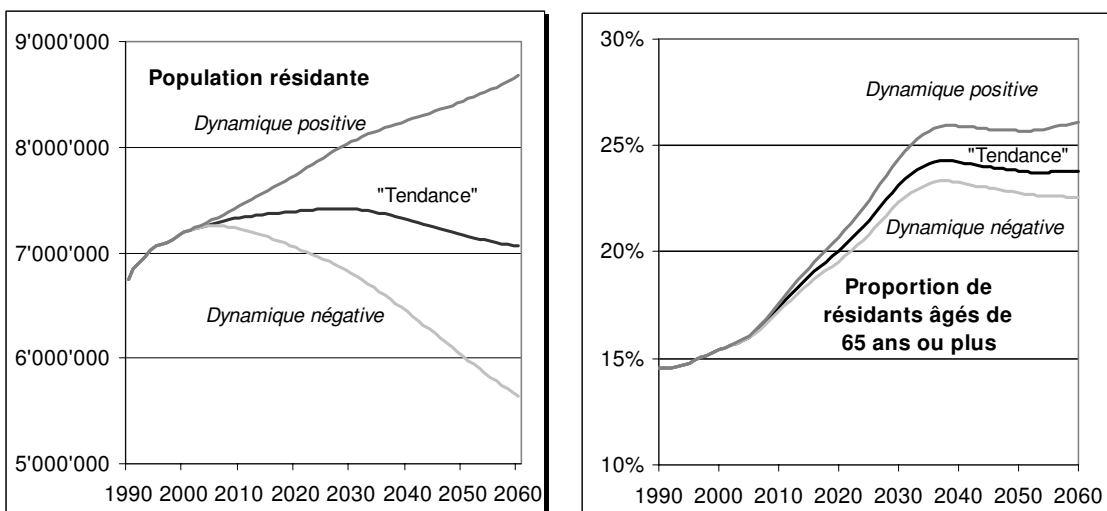 9'000'000
Population résidante
Dynamique positive
8'000'000
"Tendance"
7'000'000
Dynamique négative
6'000'000
5'000'000
1990 2000 2010 2020 2030 2040 2050 2060
30%
Dynamique positive
25%
"Tendance"
Dynamique négative
20%
Proportion de
résidants âgés de
65 ans ou plus
15%
10%
1990 2000 2010 2020 2030 2040 2050 2060